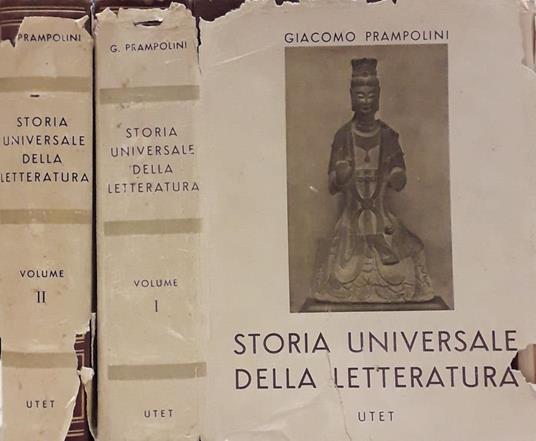 PRAMPOLINI
STORIA
UNIVERSALE
DELLA
LETTERATURA
VOLUME
II
UTET
G. PRAMPOLINI
STORIA
UNIVERSALE
DELLA
LETTERATURA
VOLUME
I
UTET
GIACOMO PRAMPOLINI
STORIA UNIVERSALE
DELLA LETTERATURA
UTET